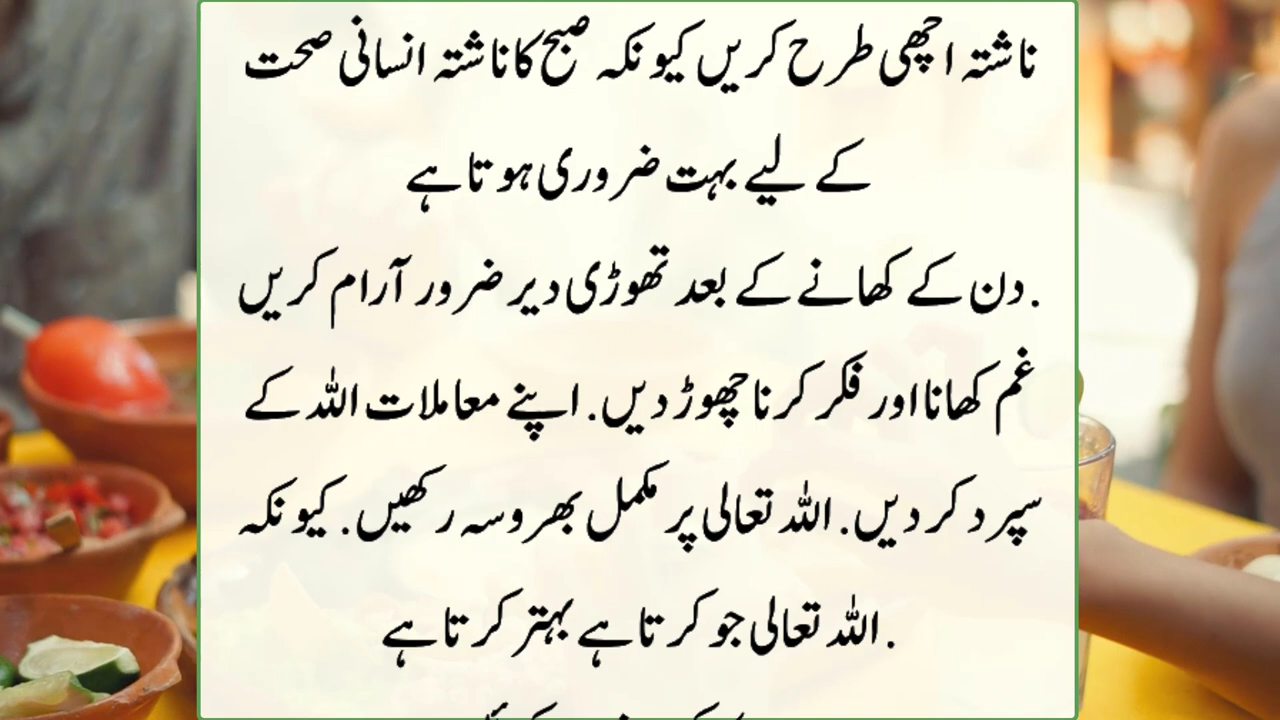 ناشتہ اچھی طرح کریں کیونکہ صبح کا ناشتہ انسانی صحت
کے لیے بہت ضروری ہوتا ہے
.دن کے کھانے کے بعد تھوڑی دیر ضرور آرام کریں
غم کھانا اور فکر کرنا چھوڑ دیں. اپنے معاملات اللہ کے
سپرد کر دیں. اللہ تعالی پر مکمل بھروسہ رکھیں. کیونکہ
.اللہ تعالی جو کرتا ہے بہتر کرتا ہے